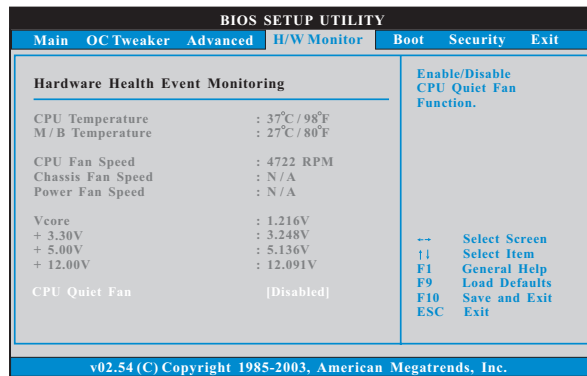 BIOS SETUP UTILITY
Main OC Tweaker Advanced H/W Monitor Boot Security Exit
Hardware Health Event Monitoring
CPU Temperature : 37°C / 98°F
M / B Temperature : 27°C / 80°F
CPU Fan Speed : 4722 RPM
Chassis Fan Speed : N / A
Power Fan Speed : N / A
Vcore : 1.216V
+ 3.30V : 3.248V
+ 5.00V : 5.136V
+ 12.00V : 12.091V
CPU Quiet Fan [Disabled]
Enable/Disable
CPU Quiet Fan
Function.
←→ Select Screen
↑↓ Select Item
F1 General Help
F9 Load Defaults
F10 Save and Exit
ESC Exit
v02.54 (C) Copyright 1985-2003, American Megatrends, Inc.